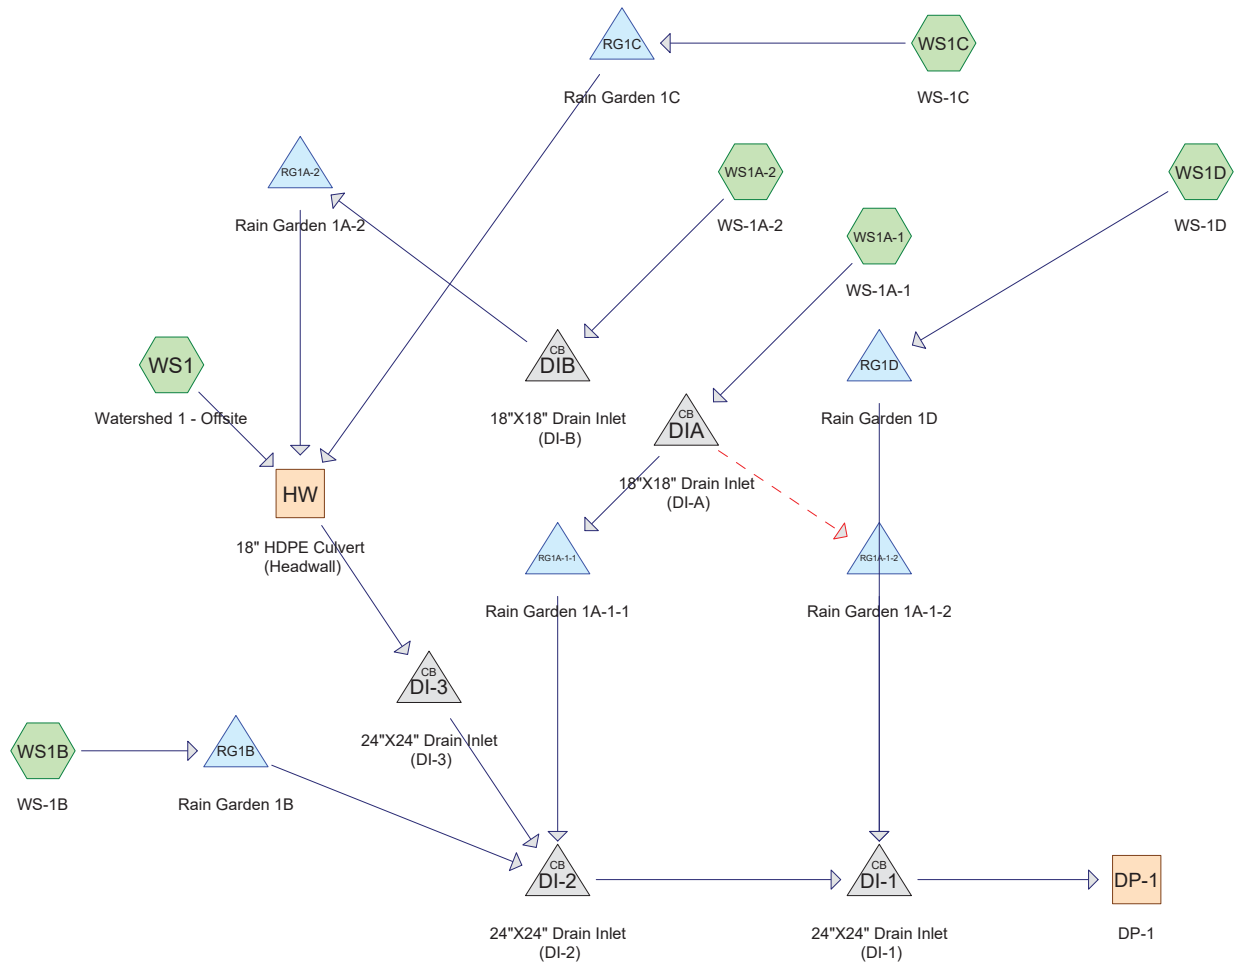 RG1C
Rain Garden 1C
WS1C
WS-1C
RG1A-2
Rain Garden 1A-2
WS1A-2
WS-1A-2
WS1D
WS-1D
WS1A-1
WS-1A-1
WS1
Watershed 1 - Offsite
CB
DIB
18"X18" Drain Inlet
(DI-B)
RG1D
Rain Garden 1D
CB
DIA
18"X18" Drain Inlet
(DI-A)
HW
18" HDPE Culvert
(Headwall)
RG1A-1-1
Rain Garden 1A-1-1
RG1A-1-2
Rain Garden 1A-1-2
CB
DI-3
24"X24" Drain Inlet
(DI-3)
WS1B
WS-1B
RG1B
Rain Garden 1B
CB
DI-2
24"X24" Drain Inlet
(DI-2)
CB
DI-1
24"X24" Drain Inlet
(DI-1)
DP-1
DP-1